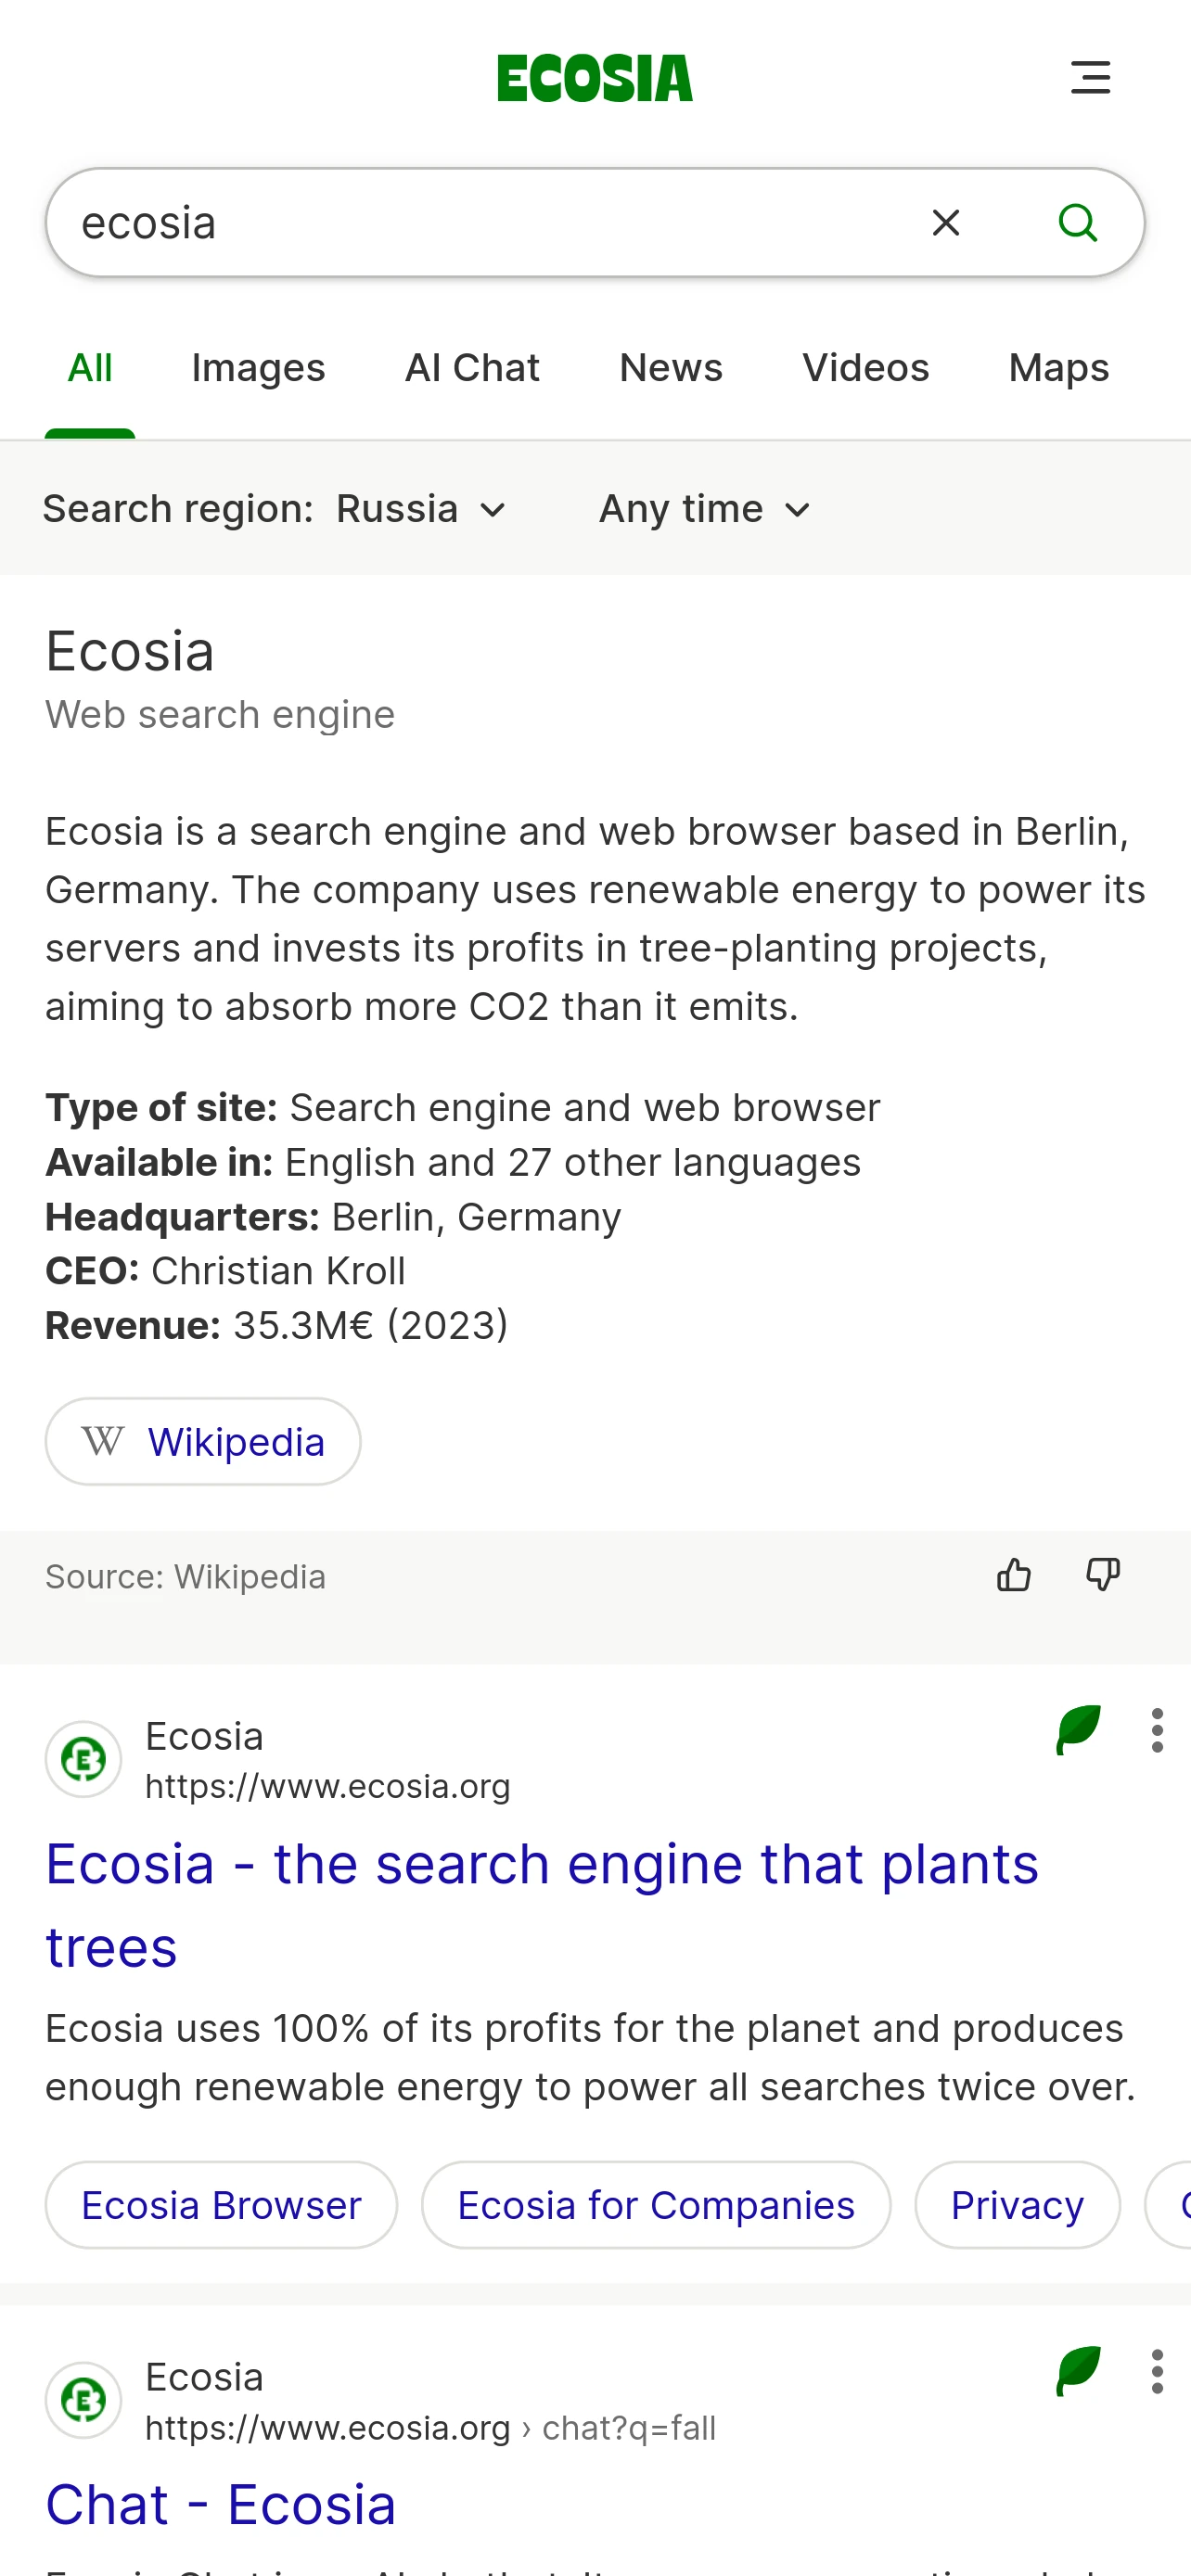 ECOSIA
ecosia
All Images AI Chat News Videos Maps
Search region: Russia Any time
Ecosia
Web search engine
Ecosia is a search engine and web browser based in Berlin,
Germany. The company uses renewable energy to power its
servers and invests its profits in tree-planting projects,
aiming to absorb more CO2 than it emits.
Type of site: Search engine and web browser
Available in: English and 27 other languages
Headquarters: Berlin, Germany
CEO: Christian Kroll
Revenue: 35.3M€ (2023)
W Wikipedia
Source: Wikipedia
Ecosia
https://www.ecosia.org
Ecosia - the search engine that plants
trees
Ecosia uses 100% of its profits for the planet and produces
enough renewable energy to power all searches twice over.
Ecosia Browser Ecosia for Companies Privacy
Ecosia
https://www.ecosia.org › chat?q=fall
Chat - Ecosia